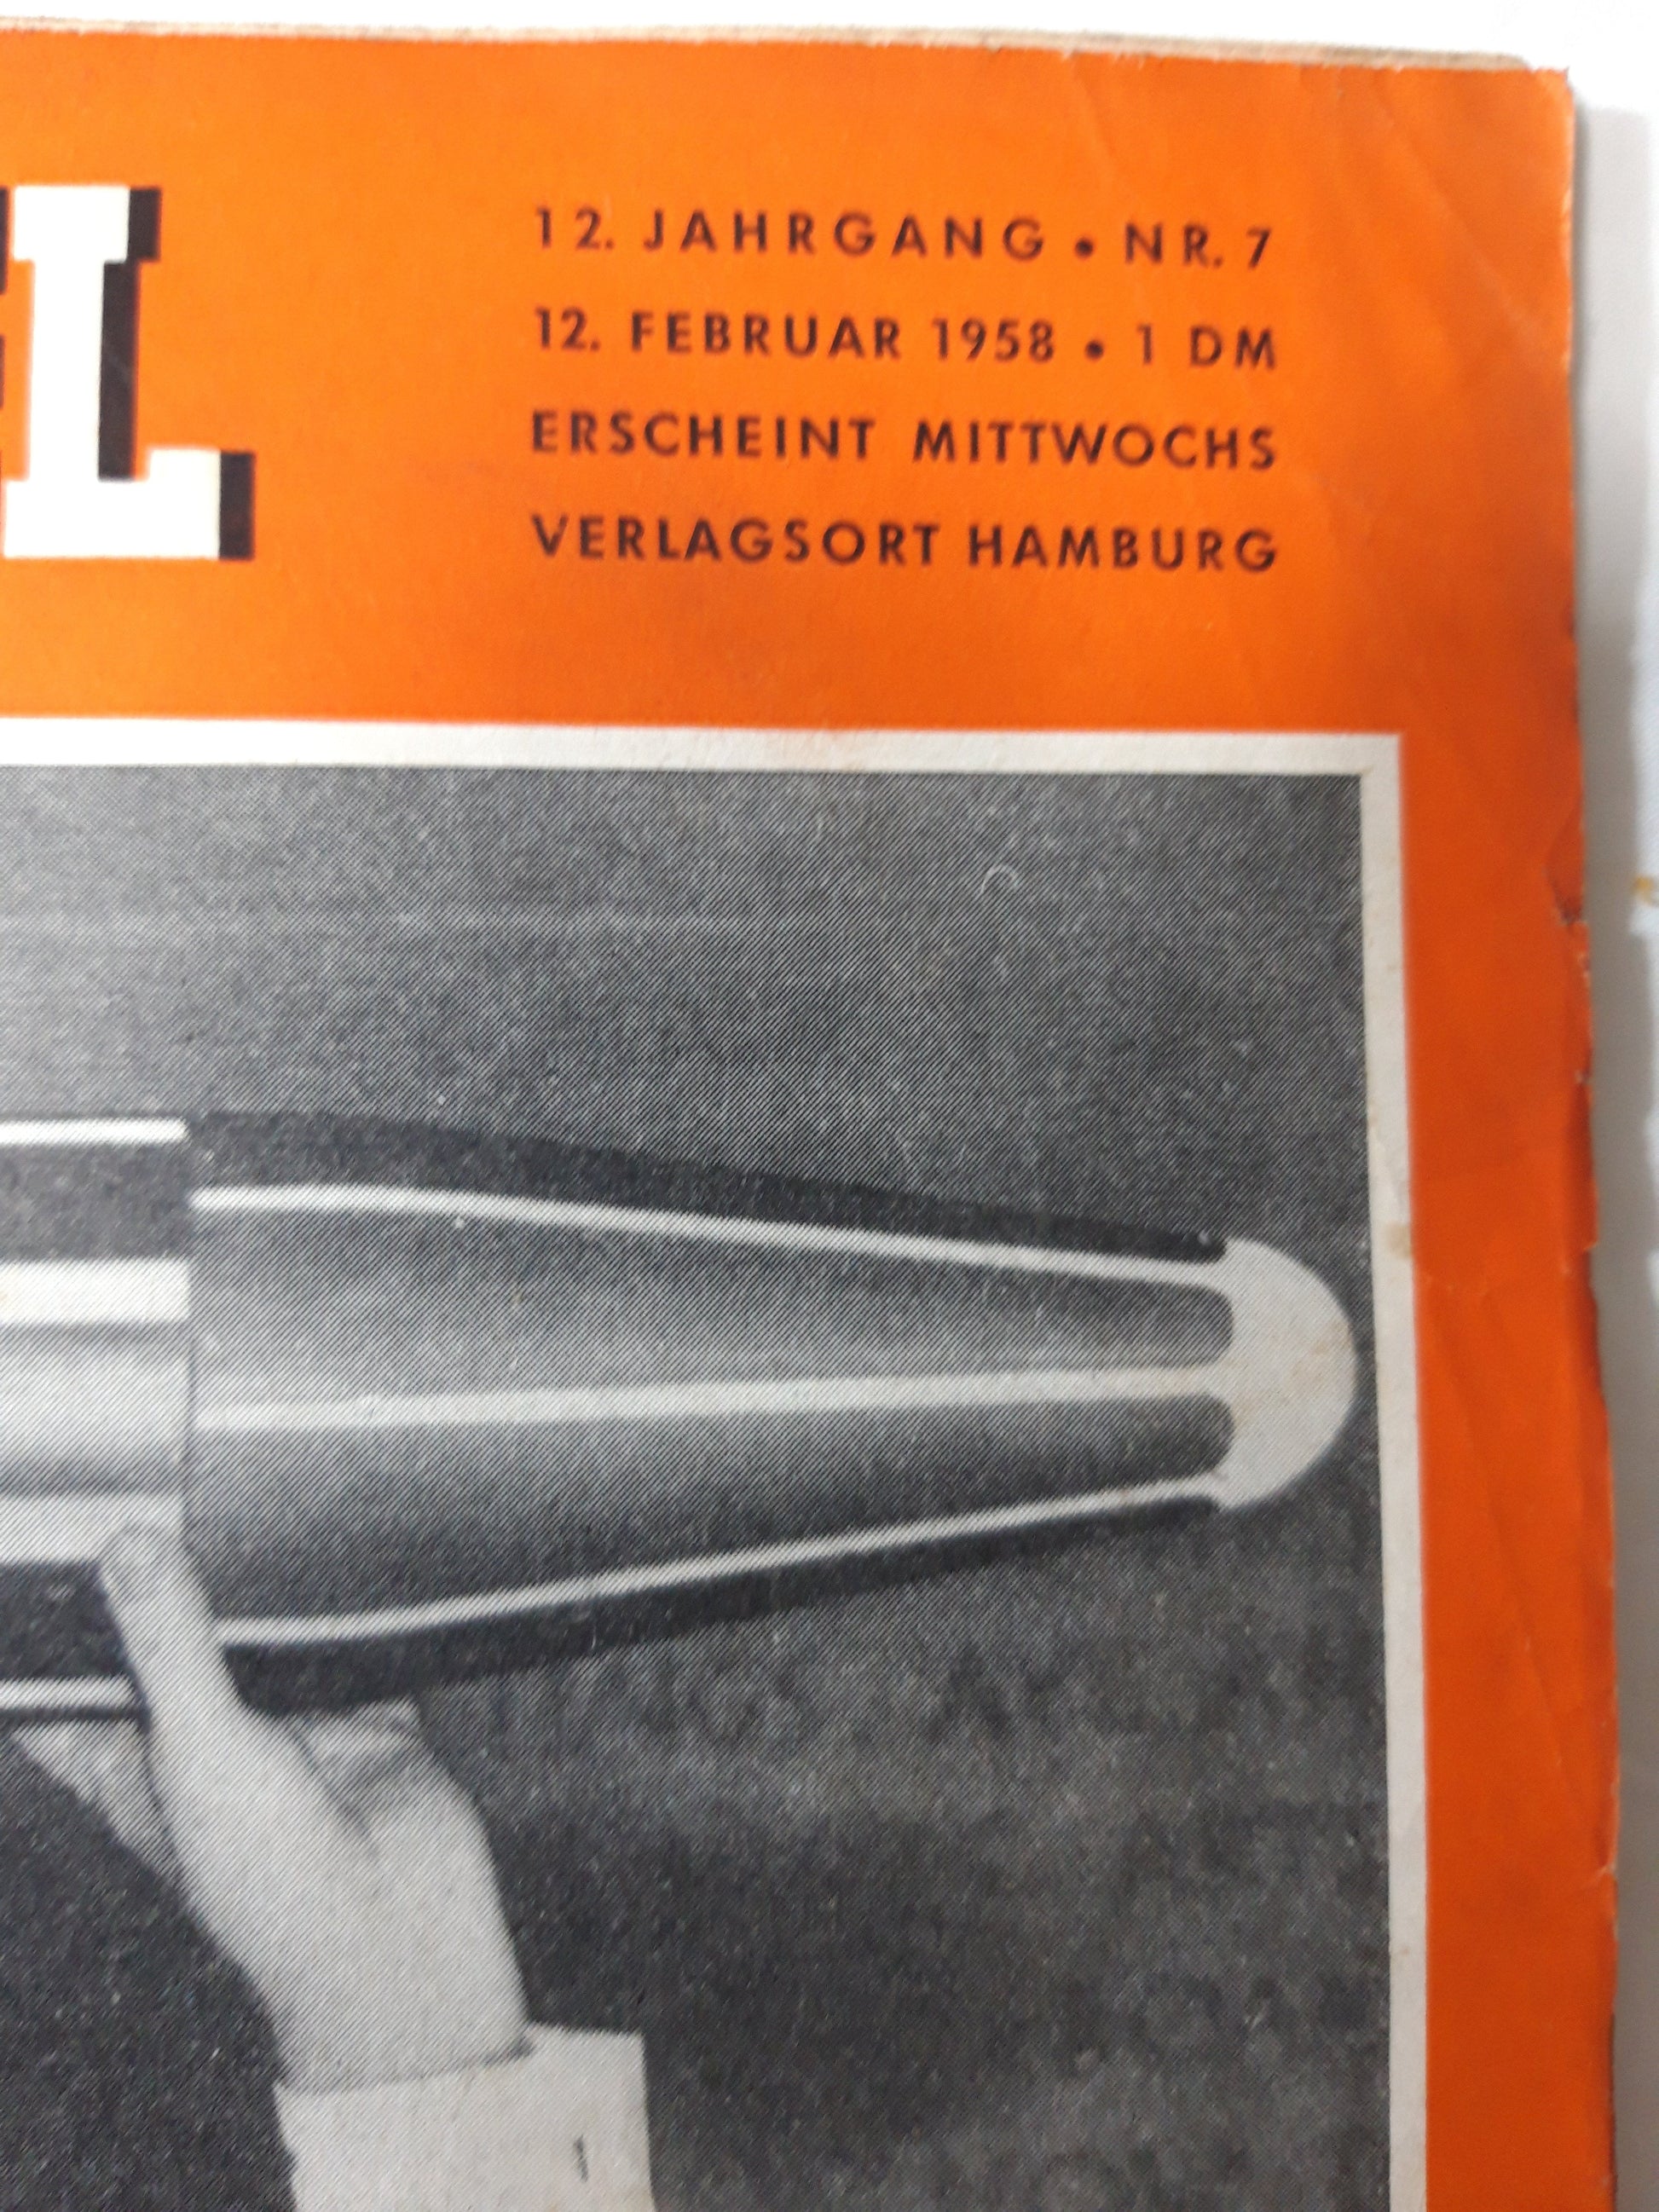 L
12. JAHRGANG • NR. 7
12. FEBRUAR 1958 • 1 DM
ERSCHEINT MITTWOCHS
VERLAGSORT HAMBURG